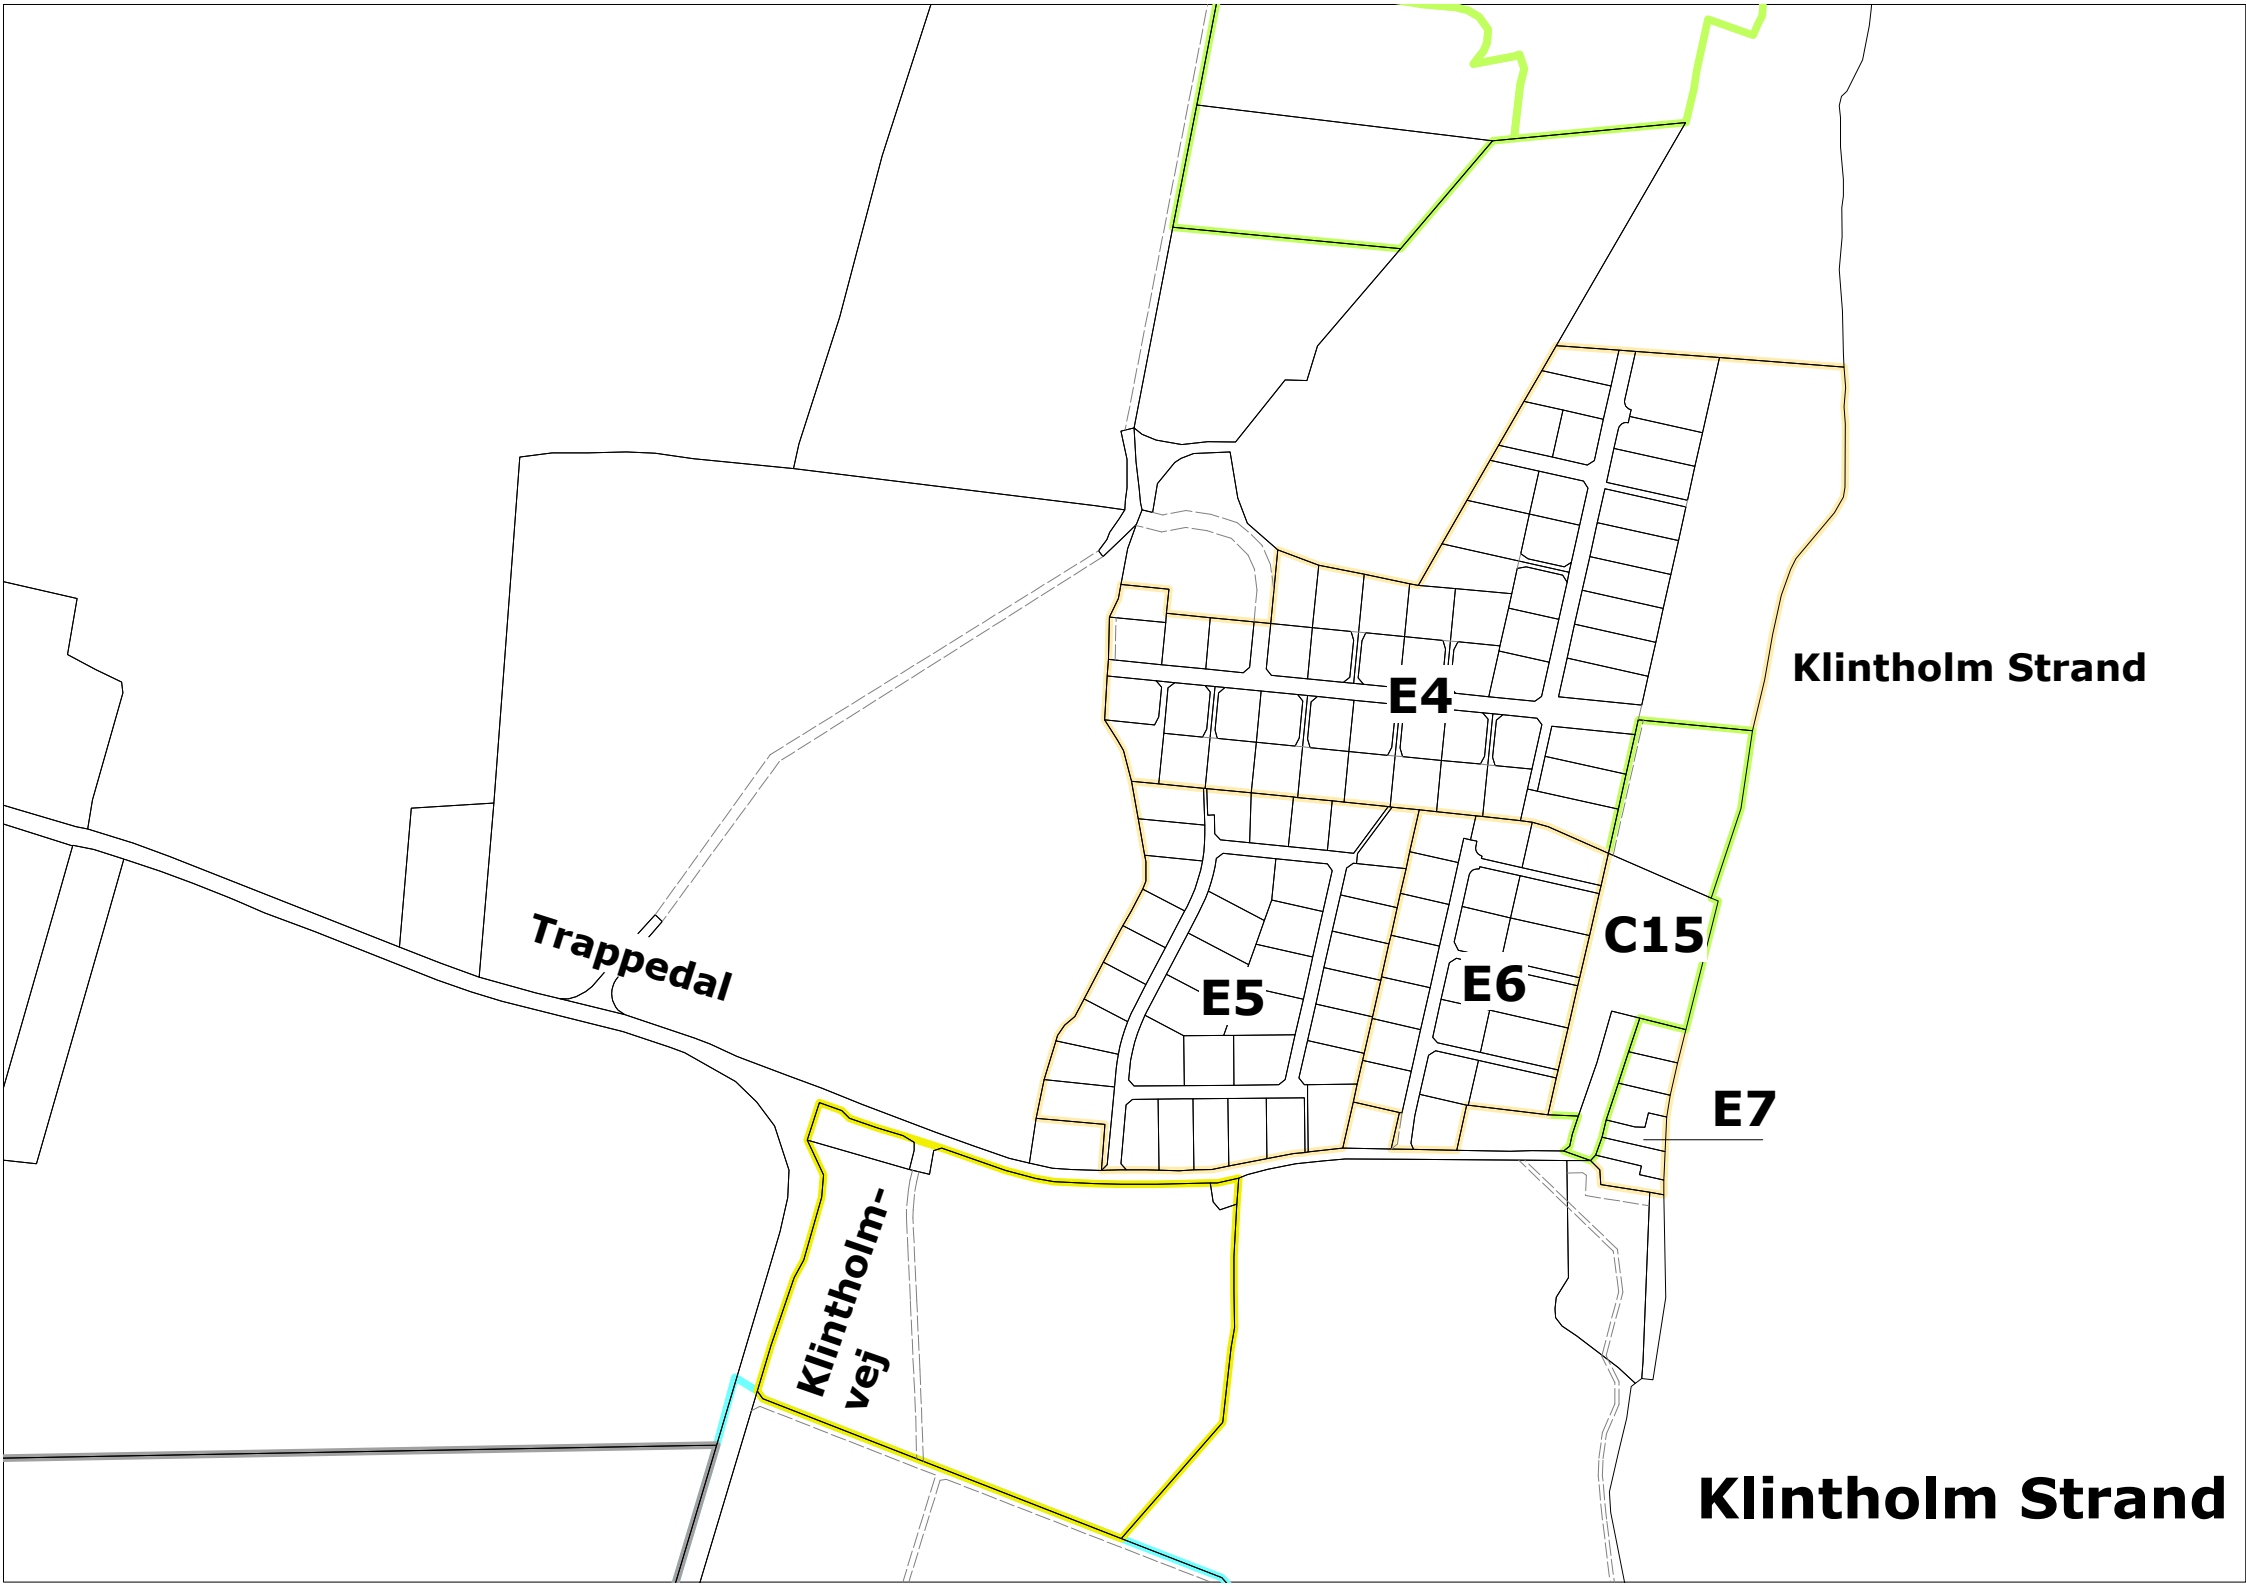 Klintholm Strand
E4
Trappedal
C15
E5
E6
E7
Klintholm-
vej
Klintholm Strand